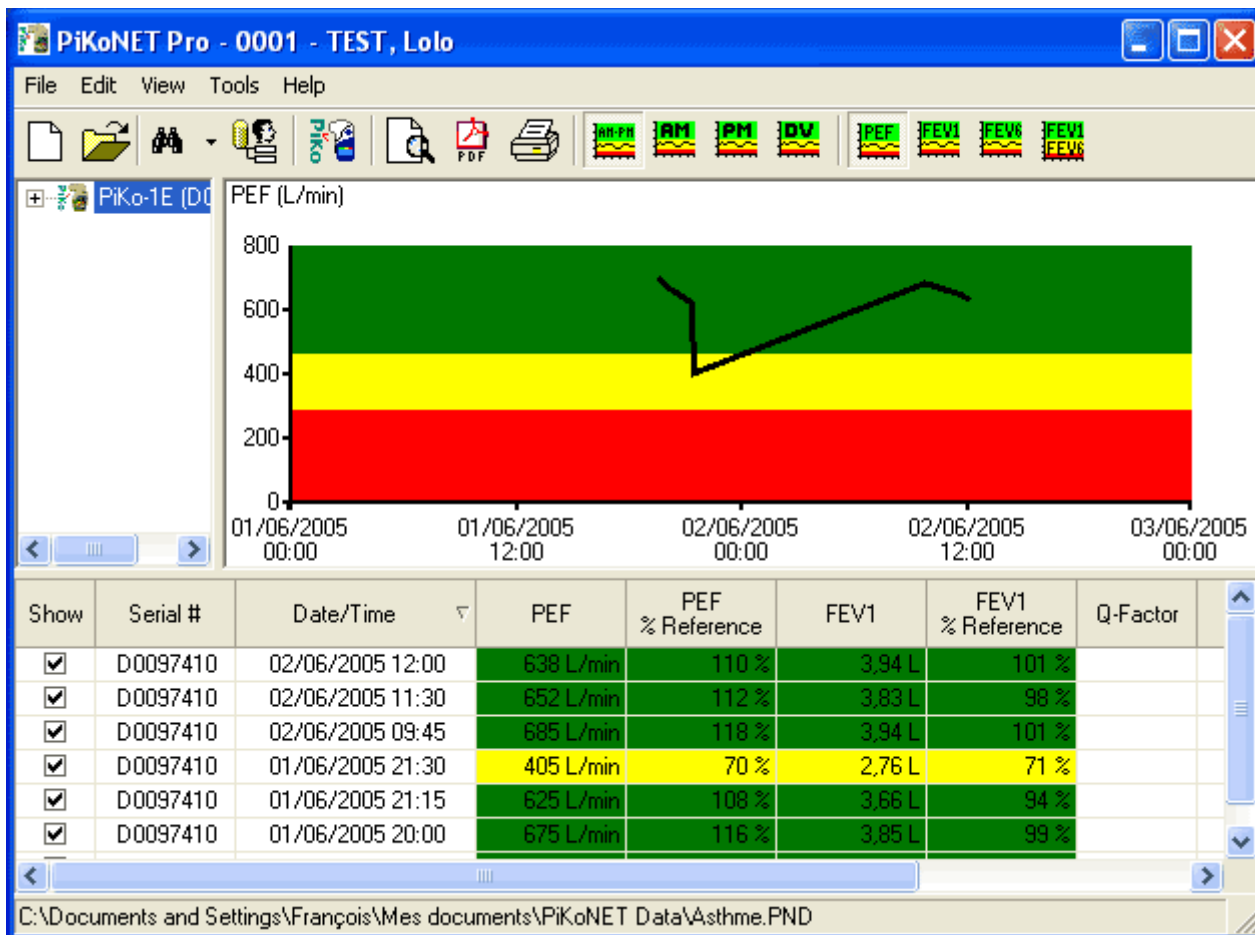 PiKoNET Pro - 0001 - TEST, Lolo
File Edit View Tools Help
PiKo PDF AM-PM AM PM DV PEF FEV1 FEV6 FEV1 FEV6
PiKo-1E (D0
PEF (L/min)
800
600
400
200
0
01/06/2005 01/06/2005 02/06/2005 02/06/2005 03/06/2005
00:00 12:00 00:00 12:00 00:00
Show Serial # Date/Time PEF PEF % Reference FEV1 FEV1 % Reference Q-Factor
D0097410 02/06/2005 12:00 638 L/min 110 % 3,94 L 101 %
D0097410 02/06/2005 11:30 652 L/min 112 % 3,83 L 98 %
D0097410 02/06/2005 09:45 685 L/min 118 % 3,94 L 101 %
D0097410 01/06/2005 21:30 405 L/min 70 % 2,76 L 71 %
D0097410 01/06/2005 21:15 625 L/min 108 % 3,66 L 94 %
D0097410 01/06/2005 20:00 675 L/min 116 % 3,85 L 99 %
C:\Documents and Settings\François\Mes documents\PiKoNET Data\Asthme.PND